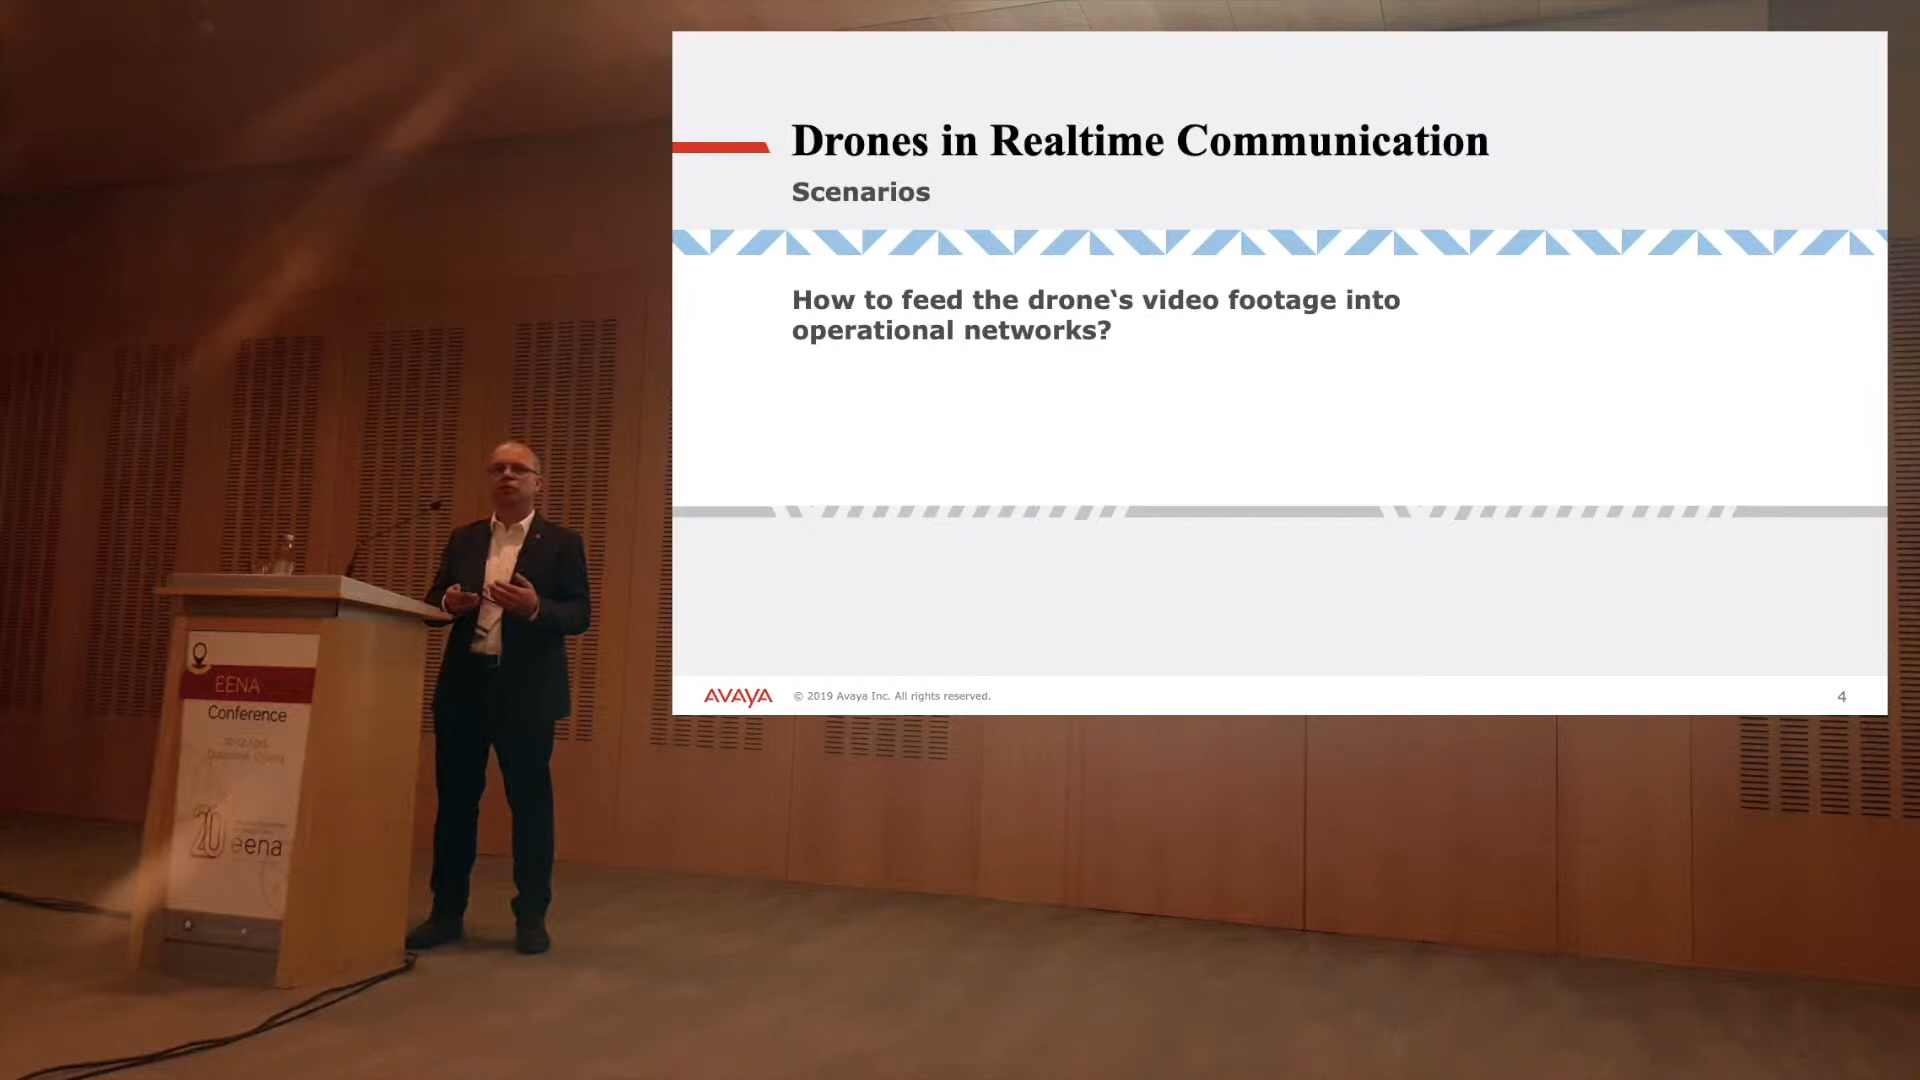 Drones in Realtime Communication
Scenarios
How to feed the drone‘s video footage into
operational networks?
AVAYA
© 2019 Avaya Inc. All rights reserved.
4
EENA
Conference
20
eena